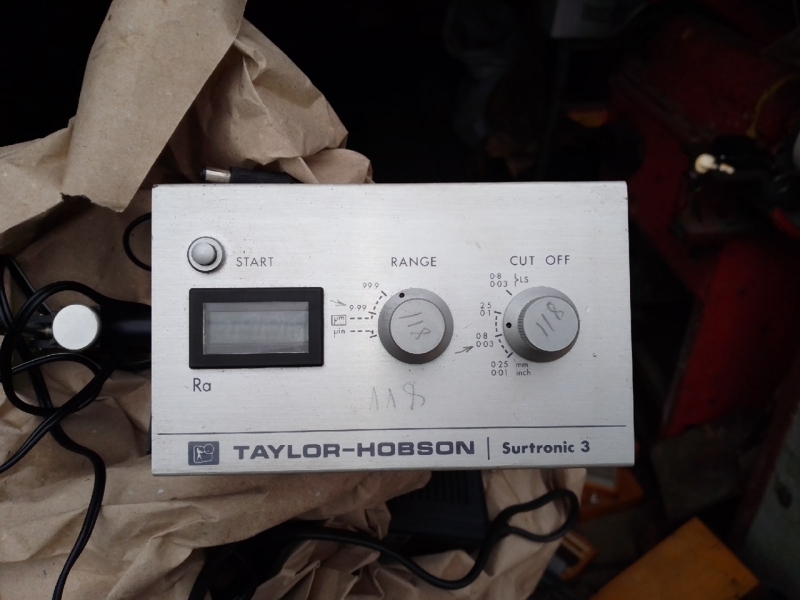 START
RANGE
CUT OFF
99.9
9.99
µm
µin
0.8
0.03
LS
2.5
0.1
0.8
0.03
0.25 mm
0.01 inch
118
118
Ra
118
TAYLOR-HOBSON | Surtronic 3